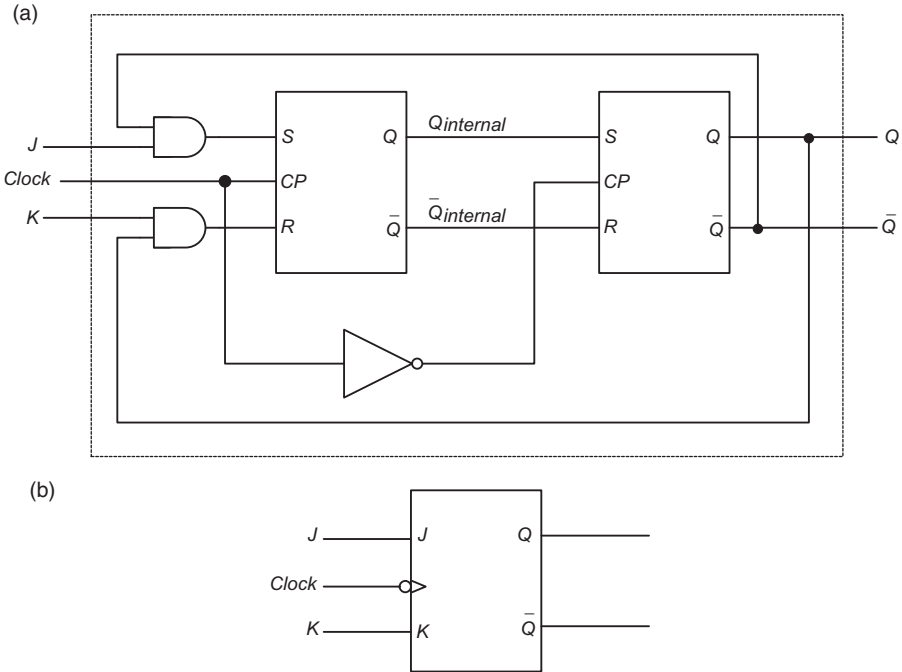 (a)
Q internal
J
S
Q
S
Q
Q
Clock
CP
CP
K
Q̅ internal
R
Q̅
R
Q̅
Q̅
(b)
J
J
Q
Clock
K
K
Q̅